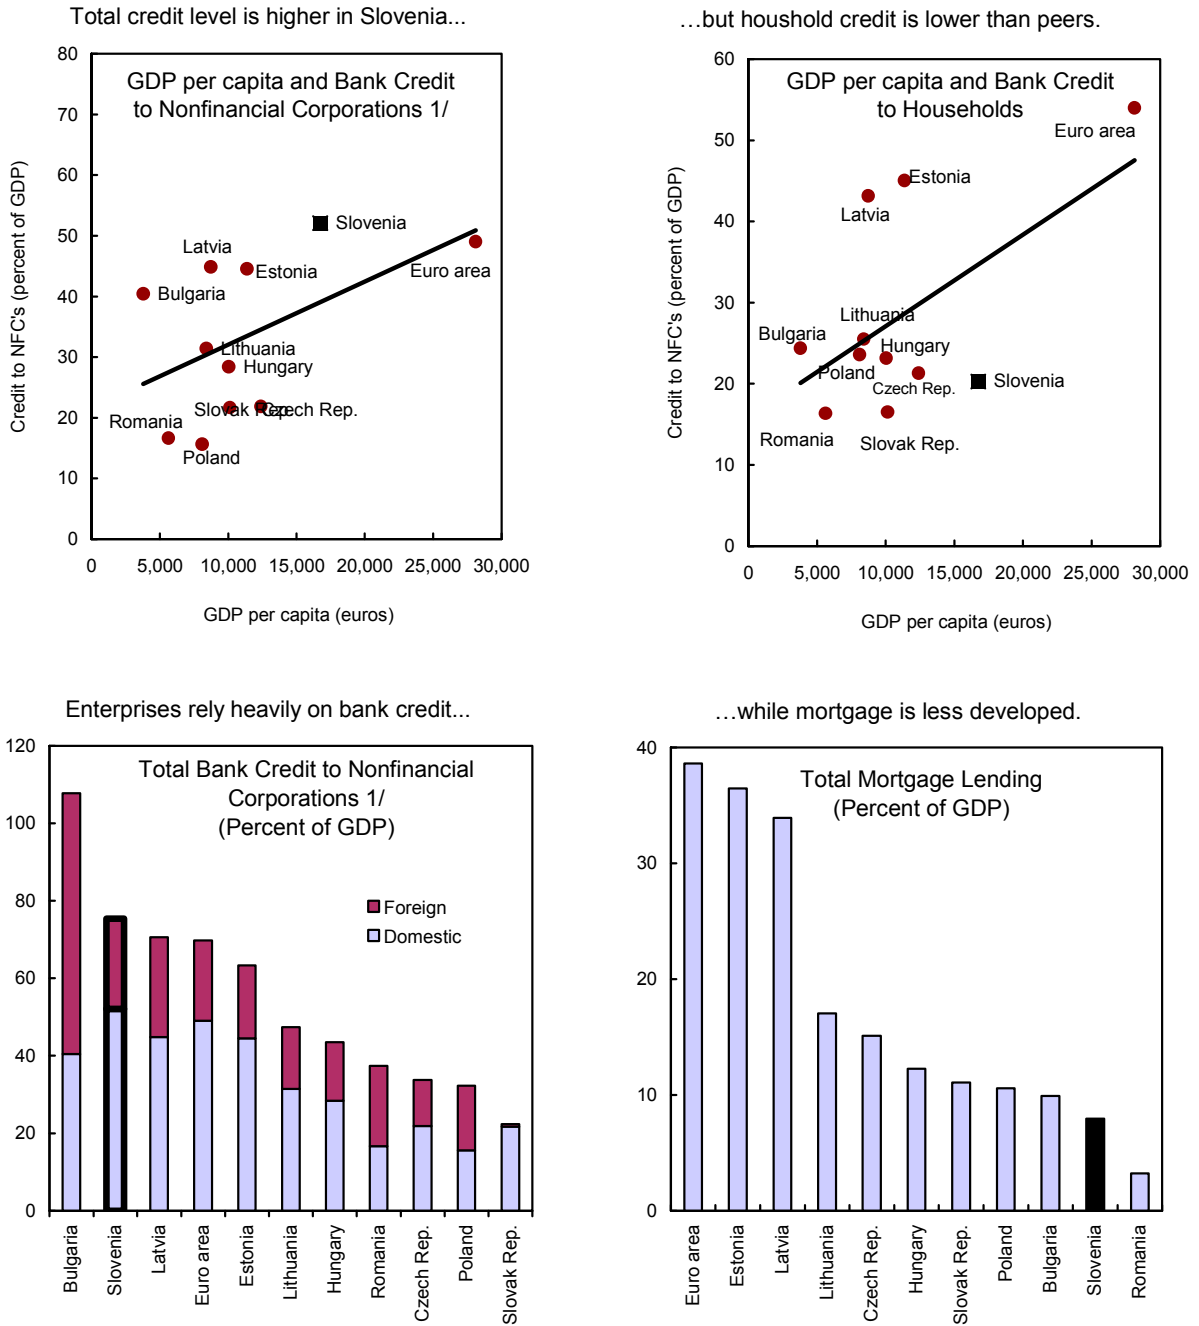 Total credit level is higher in Slovenia...
GDP per capita and Bank Credit
to Nonfinancial Corporations 1/
Credit to NFC's (percent of GDP)
80
70
60
50
40
30
20
10
0
Slovenia
Latvia
Estonia
Euro area
Bulgaria
Lithuania
Hungary
Slovak Rep.
Czech Rep.
Romania
Poland
0 5,000 10,000 15,000 20,000 25,000 30,000
GDP per capita (euros)
…but houshold credit is lower than peers.
GDP per capita and Bank Credit
to Households
Credit to NFC's (percent of GDP)
60
50
40
30
20
10
0
Euro area
Estonia
Latvia
Lithuania
Bulgaria
Hungary
Poland
Czech Rep.
Slovenia
Romania
Slovak Rep.
0 5,000 10,000 15,000 20,000 25,000 30,000
GDP per capita (euros)
Enterprises rely heavily on bank credit...
Total Bank Credit to Nonfinancial
Corporations 1/
(Percent of GDP)
120
100
80
60
40
20
0
Foreign
Domestic
Bulgaria
Slovenia
Latvia
Euro area
Estonia
Lithuania
Hungary
Romania
Czech Rep.
Poland
Slovak Rep.
…while mortgage is less developed.
Total Mortgage Lending
(Percent of GDP)
40
30
20
10
0
Euro area
Estonia
Latvia
Lithuania
Czech Rep.
Hungary
Slovak Rep.
Poland
Bulgaria
Slovenia
Romania